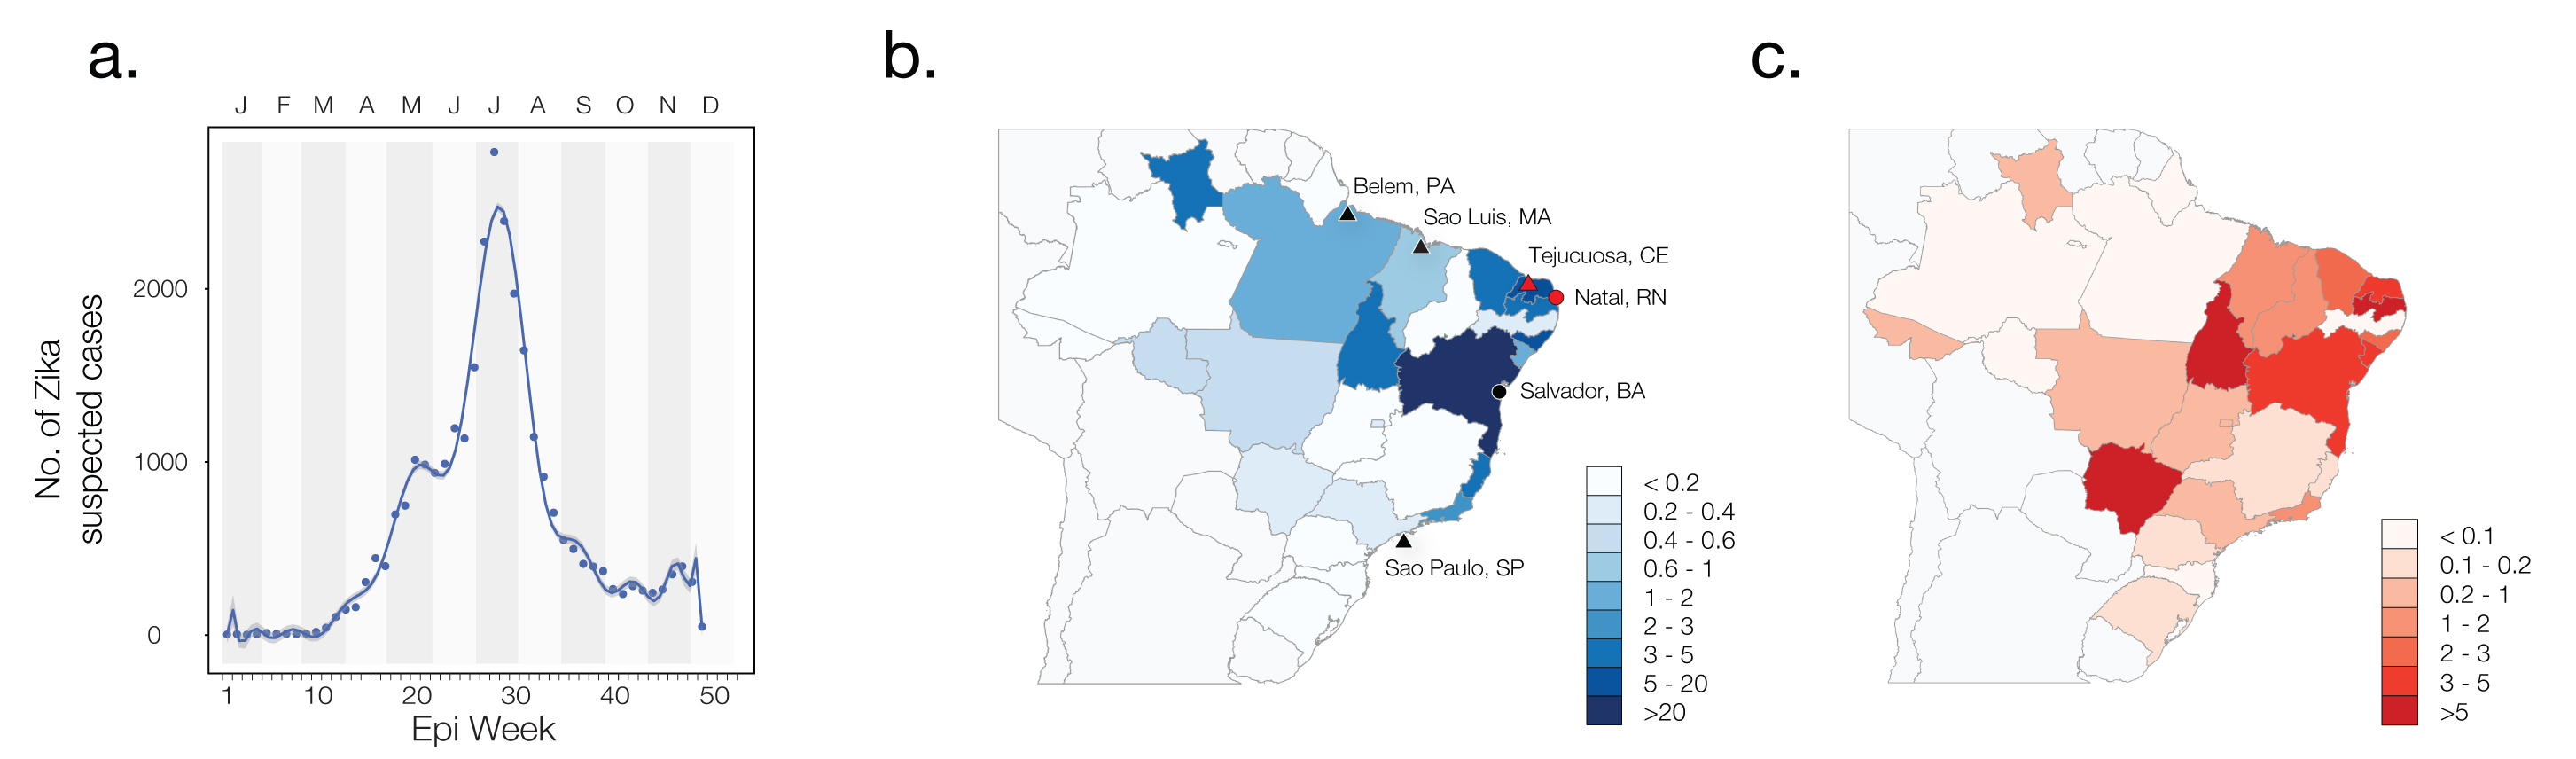 a.
J F M A M J J A S O N D
No. of Zika
suspected cases
2000
1000
0
1 10 20 30 40 50
Epi Week
b.
Belem, PA
Sao Luis, MA
Tejucuosa, CE
Natal, RN
Salvador, BA
Sao Paulo, SP
< 0.2
0.2 - 0.4
0.4 - 0.6
0.6 - 1
1 - 2
2 - 3
3 - 5
5 - 20
>20
c.
< 0.1
0.1 - 0.2
0.2 - 1
1 - 2
2 - 3
3 - 5
>5